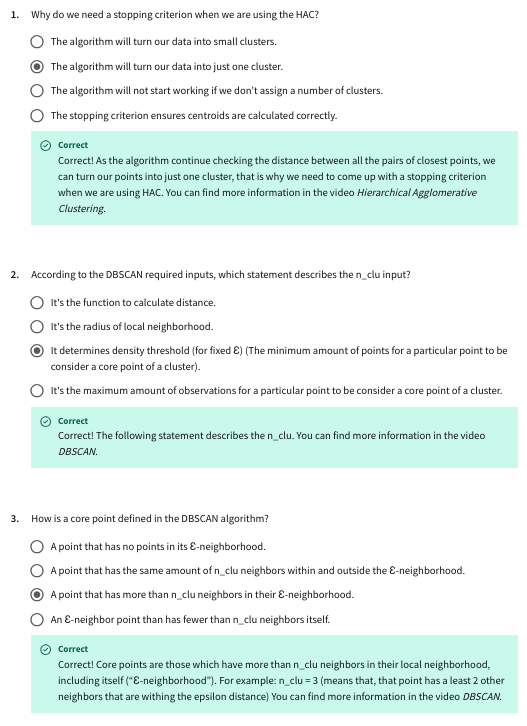 1. Why do we need a stopping criterion when we are using the HAC?
The algorithm will turn our data into small clusters.
The algorithm will turn our data into just one cluster.
The algorithm will not start working if we don't assign a number of clusters.
The stopping criterion ensures centroids are calculated correctly.
Correct
Correct! As the algorithm continue checking the distance between all the pairs of closest points, we
can turn our points into just one cluster, that is why we need to come up with a stopping criterion
when we are using HAC. You can find more information in the video Hierarchical Agglomerative
Clustering.
2. According to the DBSCAN required inputs, which statement describes the n_clu input?
It's the function to calculate distance.
It's the radius of local neighborhood.
It determines density threshold (for fixed Ɛ) (The minimum amount of points for a particular point to be
consider a core point of a cluster).
It's the maximum amount of observations for a particular point to be consider a core point of a cluster.
Correct
Correct! The following statement describes the n_clu. You can find more information in the video
DBSCAN.
3. How is a core point defined in the DBSCAN algorithm?
A point that has no points in its Ɛ-neighborhood.
A point that has the same amount of n_clu neighbors within and outside the Ɛ-neighborhood.
A point that has more than n_clu neighbors in their Ɛ-neighborhood.
An Ɛ-neighbor point than has fewer than n_clu neighbors itself.
Correct
Correct! Core points are those which have more than n_clu neighbors in their local neighborhood,
including itself (“Ɛ-neighborhood”). For example: n_clu = 3 (means that, that point has a least 2 other
neighbors that are withing the epsilon distance) You can find more information in the video DBSCAN.